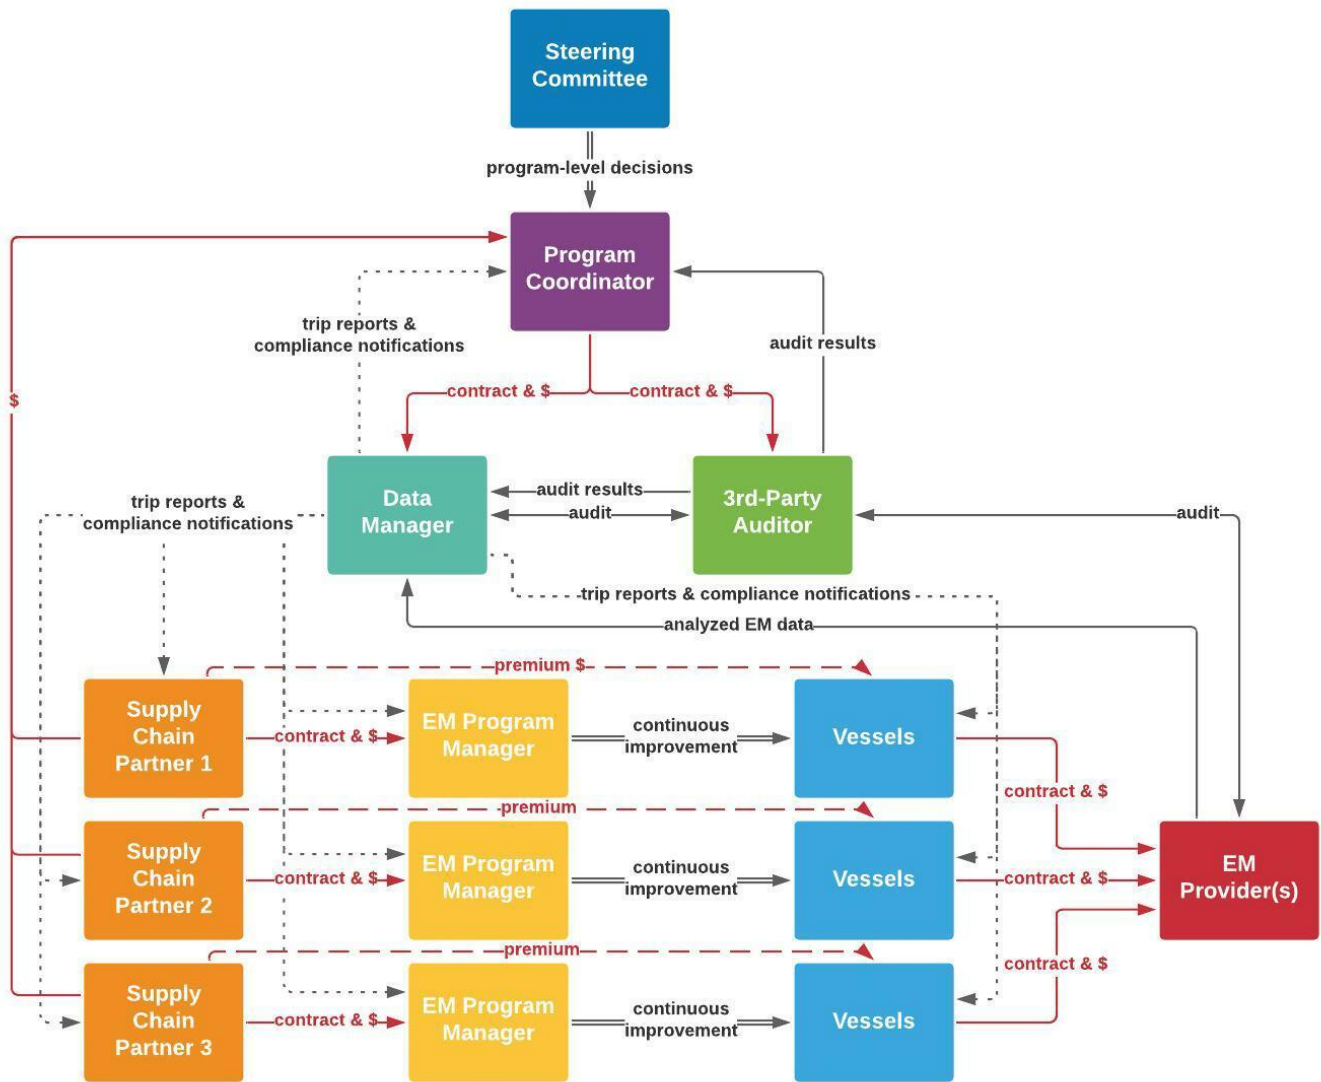 Steering
Committee
program-level decisions
Program
Coordinator
trip reports &
compliance notifications
audit results
$
contract & $
contract & $
Data
Manager
audit results
audit
3rd-Party
Auditor
audit
trip reports &
compliance notifications
trip reports & compliance notifications
analyzed EM data
premium $
Supply
Chain
Partner 1
contract & $
EM Program
Manager
continuous
improvement
Vessels
contract & $
premium
Supply
Chain
Partner 2
contract & $
EM Program
Manager
continuous
improvement
Vessels
contract & $
EM
Provider(s)
premium
Supply
Chain
Partner 3
contract & $
EM Program
Manager
continuous
improvement
Vessels
contract & $